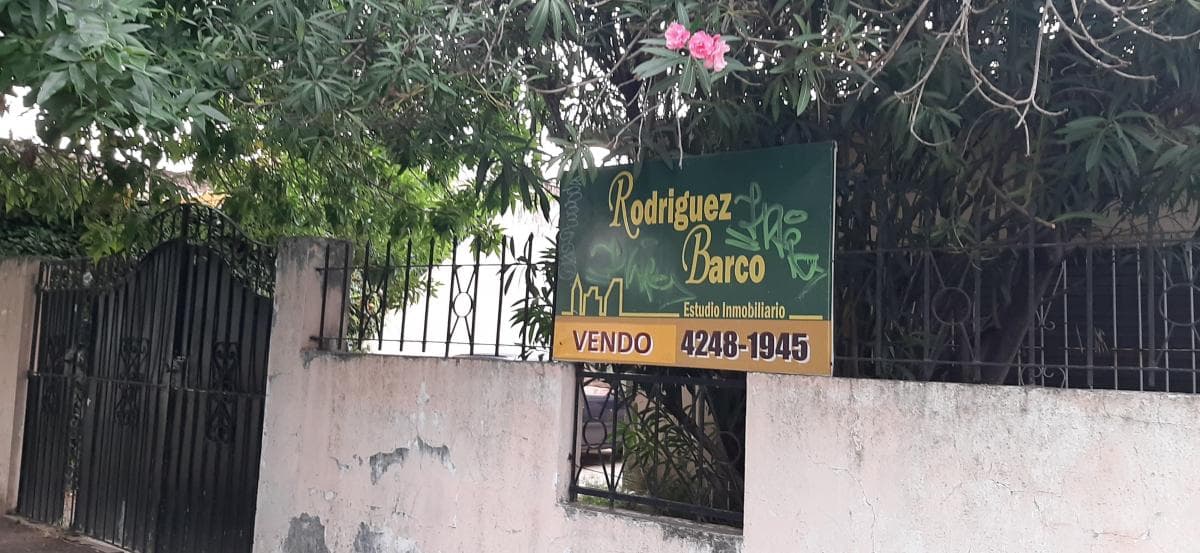 Rodriguez
Barco
Estudio Inmobiliario
VENDO 4248-1945